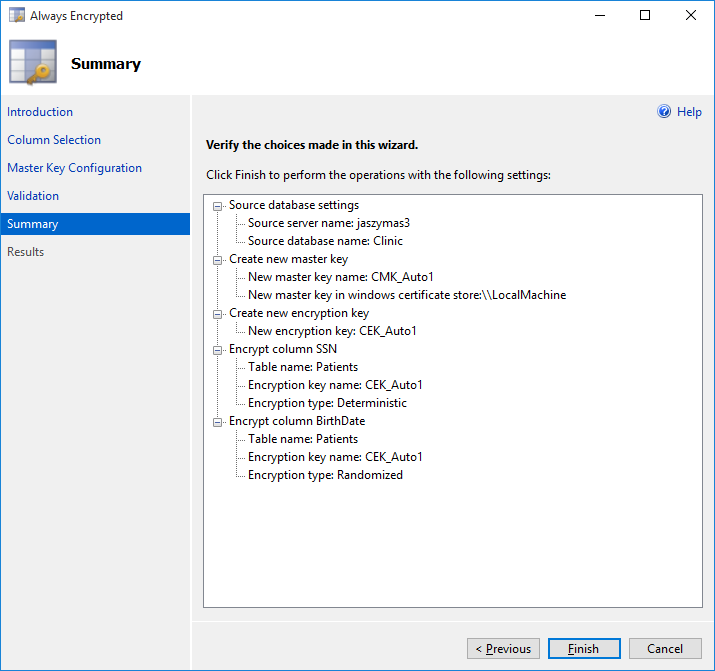 Always Encrypted
Summary
Introduction
Column Selection
Master Key Configuration
Validation
Summary
Results
Help
Verify the choices made in this wizard.
Click Finish to perform the operations with the following settings:
Source database settings
Source server name: jaszymas3
Source database name: Clinic
Create new master key
New master key name: CMK_Auto1
New master key in windows certificate store:\\LocalMachine
Create new encryption key
New encryption key: CEK_Auto1
Encrypt column SSN
Table name: Patients
Encryption key name: CEK_Auto1
Encryption type: Deterministic
Encrypt column BirthDate
Table name: Patients
Encryption key name: CEK_Auto1
Encryption type: Randomized
< Previous
Finish
Cancel